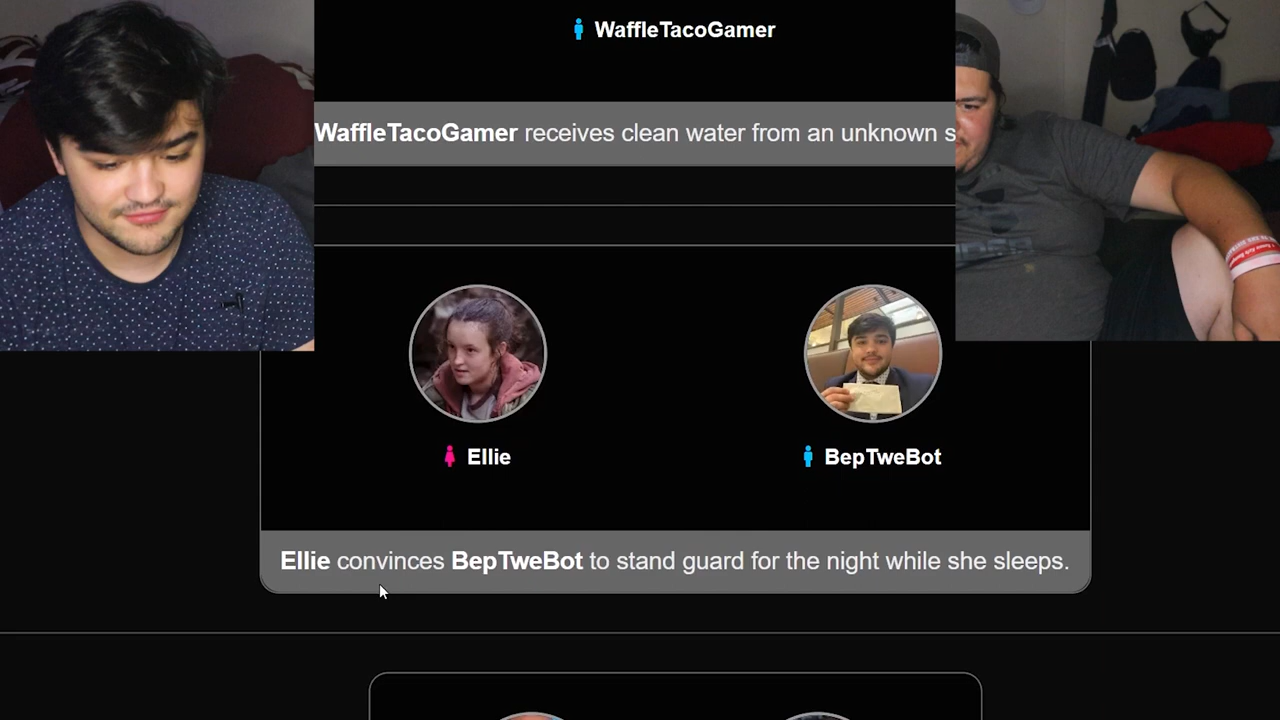 WaffleTacoGamer
WaffleTacoGamer receives clean water from an unknown s
Ellie
BepTweBot
Ellie convinces BepTweBot to stand guard for the night while she sleeps.